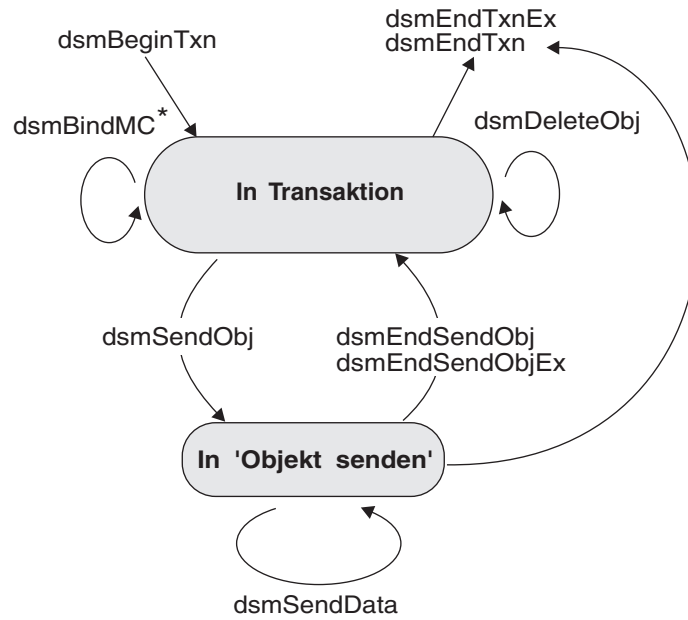 dsmEndTxnEx
dsmBeginTxn
dsmEndTxn
dsmBindMC*
dsmDeleteObj
In Transaktion
dsmSendObj
dsmEndSendObj
dsmEndSendObjEx
In 'Objekt senden'
dsmSendData